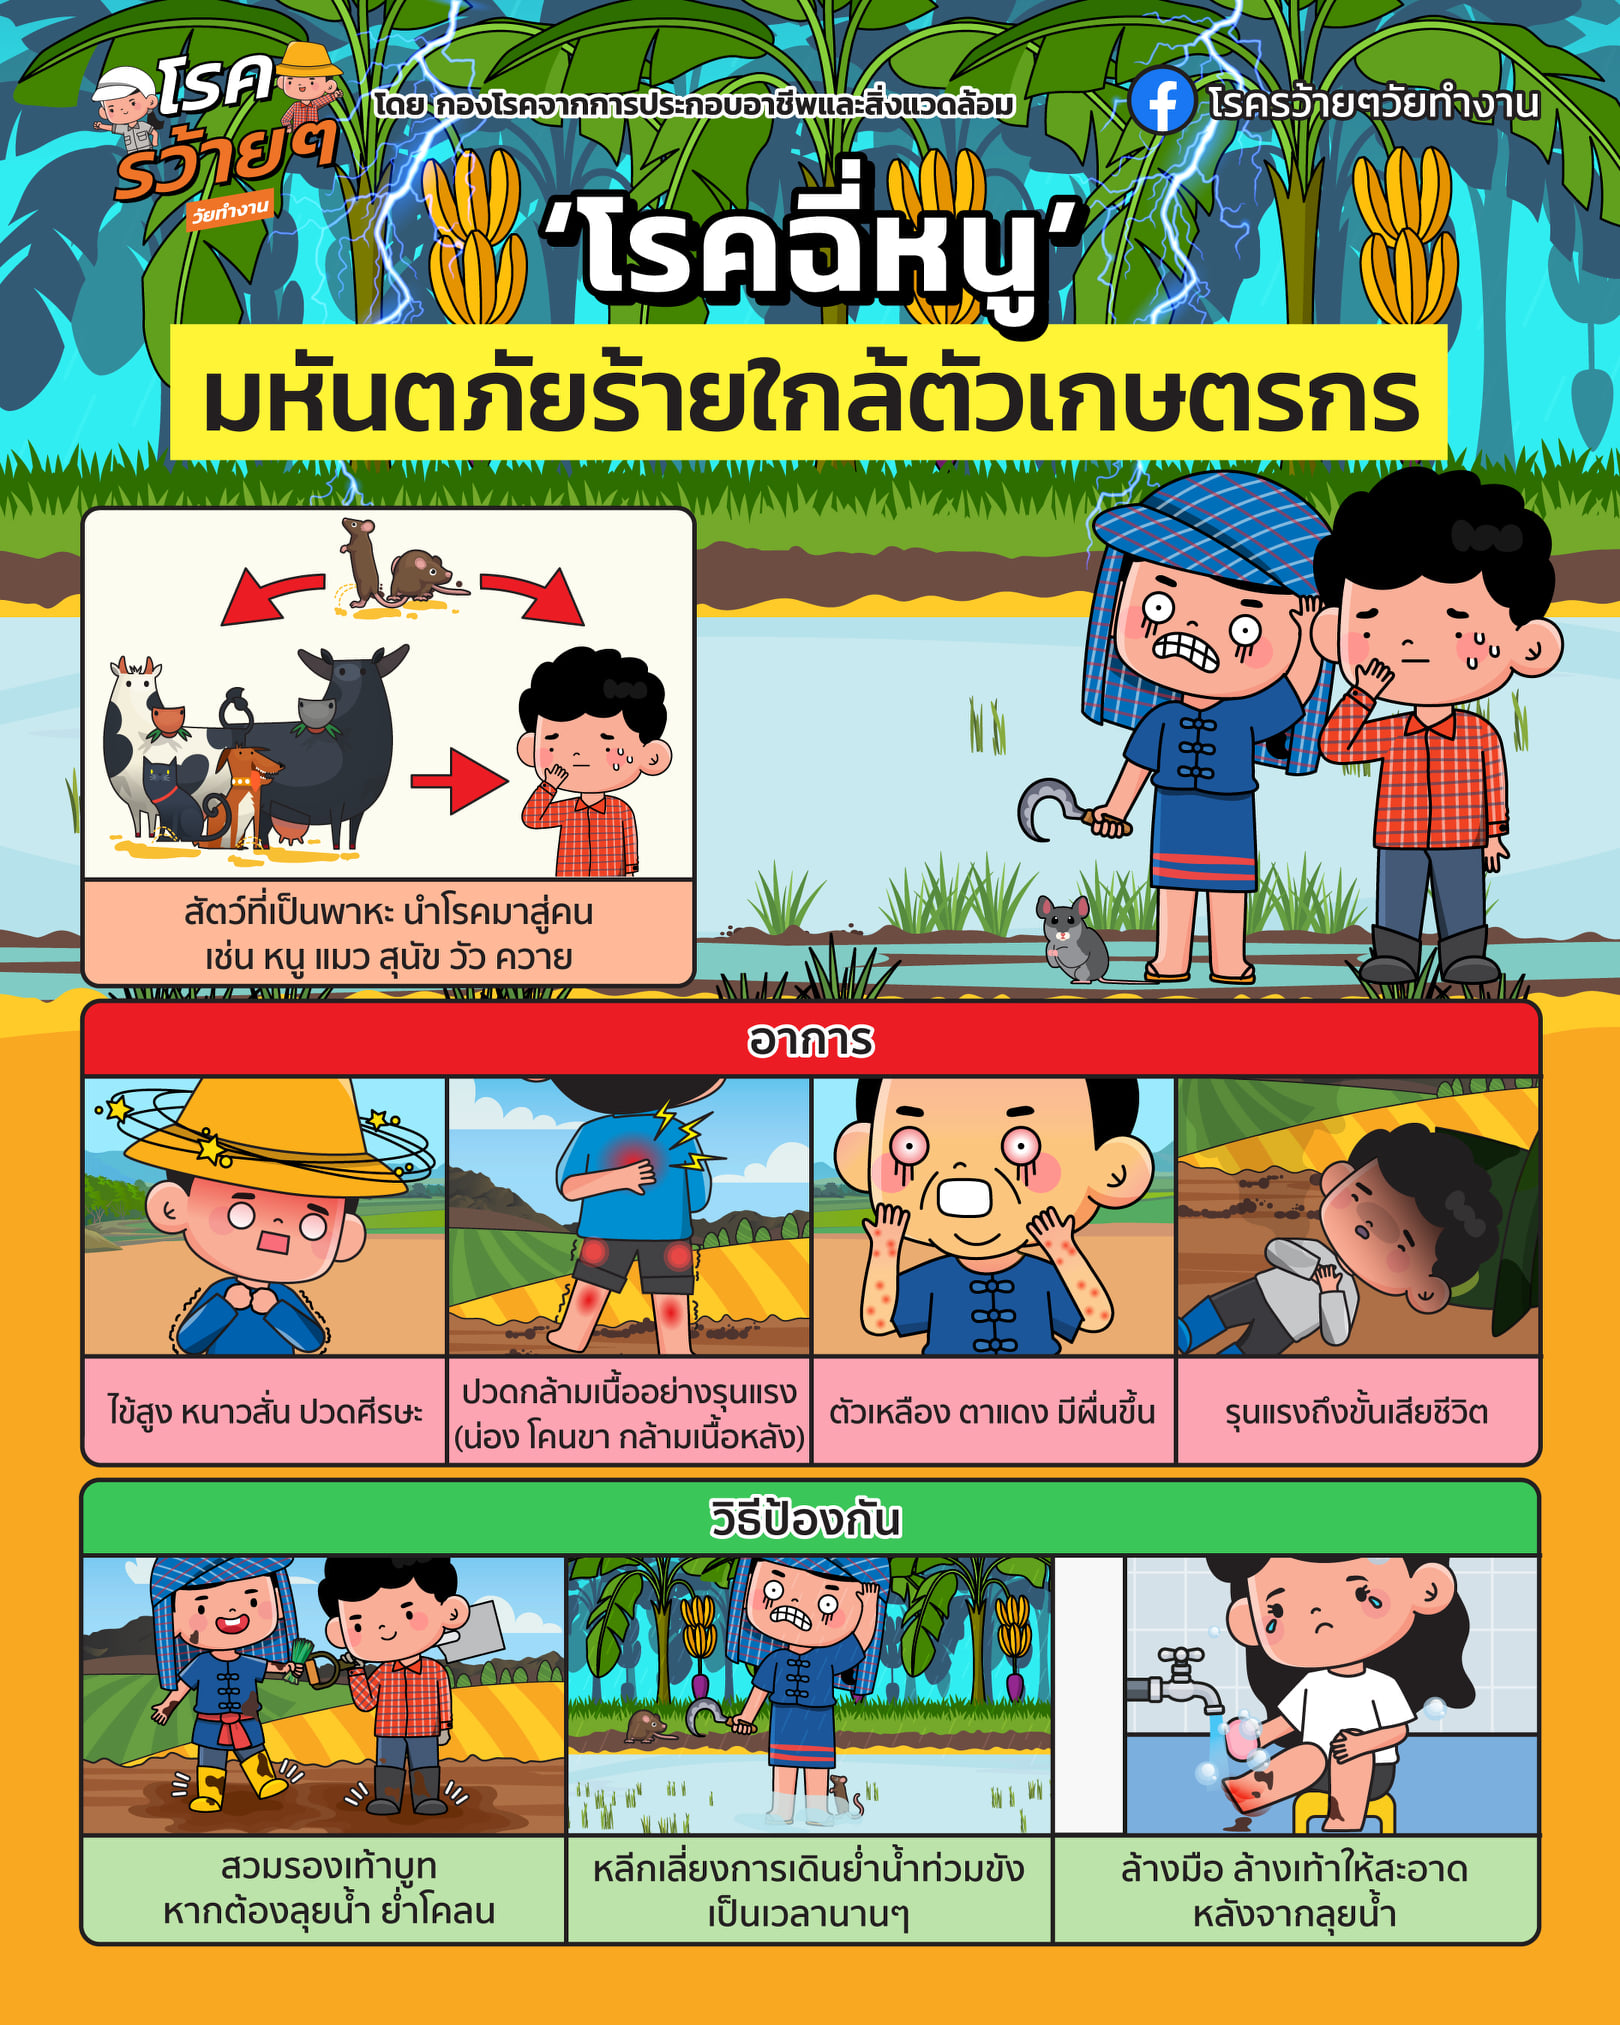 โรค
รว้ายๆ
วัยทำงาน
โดย กองโรคจากการประกอบอาชีพและสิ่งแวดล้อม
โรครว้ายๆวัยทำงาน
‘โรคฉี่หนู’
มหันตภัยร้ายใกล้ตัวเกษตรกร
สัตว์ที่เป็นพาหะ นำโรคมาสู่คน
เช่น หนู แมว สุนัข วัว ควาย
อาการ
ไข้สูง หนาวสั่น ปวดศีรษะ
ปวดกล้ามเนื้ออย่างรุนแรง
(น่อง โคนขา กล้ามเนื้อหลัง)
ตัวเหลือง ตาแดง มีผื่นขึ้น
รุนแรงถึงขั้นเสียชีวิต
วิธีป้องกัน
สวมรองเท้าบูท
หากต้องลุยน้ำ ย่ำโคลน
หลีกเลี่ยงการเดินย่ำน้ำท่วมขัง
เป็นเวลานานๆ
ล้างมือ ล้างเท้าให้สะอาด
หลังจากลุยน้ำ